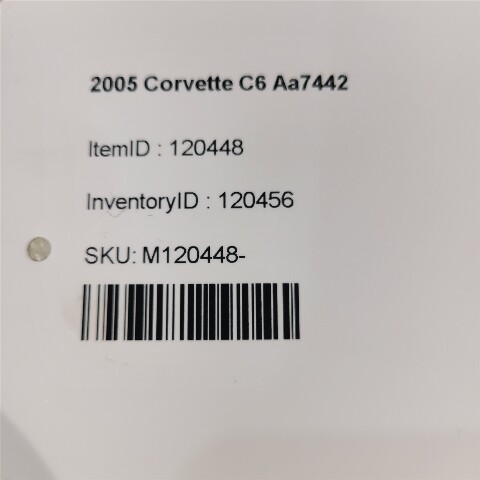 2005 Corvette C6 Aa7442
ItemID : 120448
InventoryID : 120456
SKU: M120448-